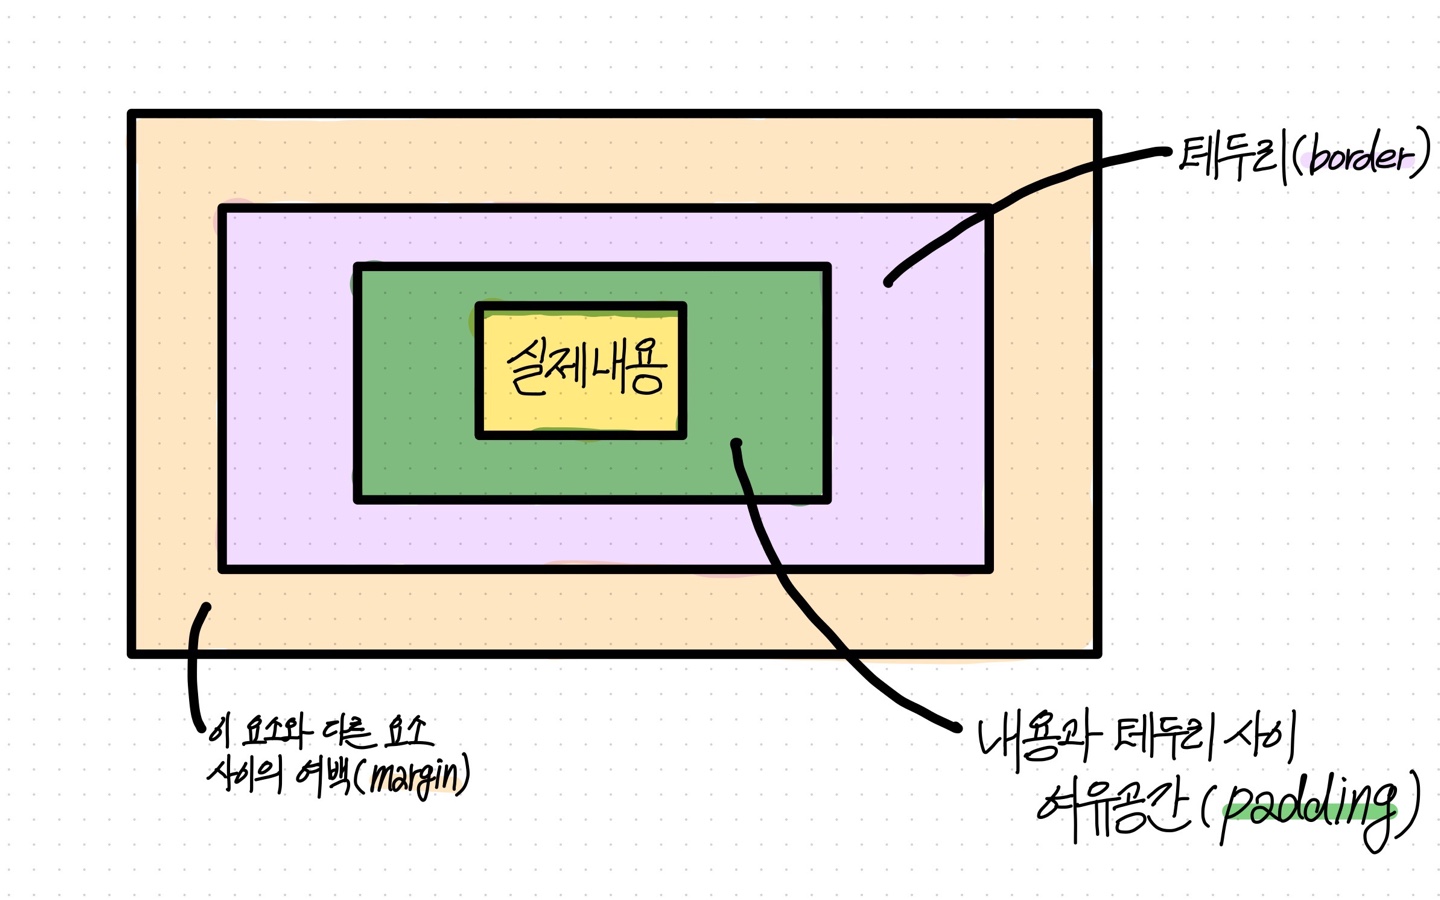 테두리(border)
실제내용
이 요소와 다른 요소
사이의 여백(margin)
내용과 테두리 사이
여유공간(padding)